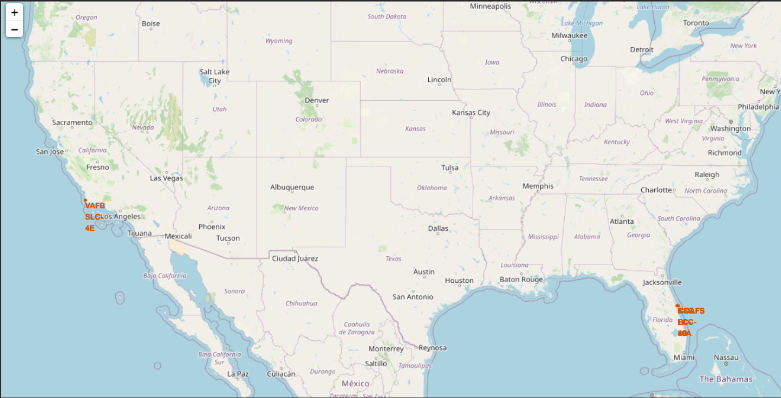 +
−
Oregon
Boise
South Dakota
Minneapolis
Lake Michigan
Lake Huron
Toronto
Wyoming
Milwaukee
Detroit
New York
Chicago
Iowa
Nebraska
Salt Lake
City
Lincoln
Pennsylvania
Utah
Denver
Colorado
Illinois
Indiana
Ohio
New Y
Philadelphia
Sacramento
Nevada
Kansas
Kansas City
Missouri
West Virginia
Washington
Virginia
San Jose
California
Fresno
Kentucky
Richmond
Las Vegas
Tulsa
Tennessee
Raleigh
Albuquerque
Oklahoma
Memphis
Charlotte
North Carolina
VAFB
SLC-
4E
Los Angeles
Arizona
New Mexico
Arkansas
South Carolina
Tijuana
Mexicali
Phoenix
Tucson
Dallas
Mississippi
Alabama
Atlanta
Georgia
Ciudad Juárez
Texas
Louisiana
Baton Rouge
Austin
Houston
Jacksonville
Baja California
Sonora
Chihuahua
San Antonio
Florida
Coahuila
de Zaragoza
Monterrey
Reynosa
Saltillo
Tamaulipas
Miami
Nassau
Baja California
Sur
La Paz
Culiacán
Durango
México
Zacatecas
San Luis
The Bahamas